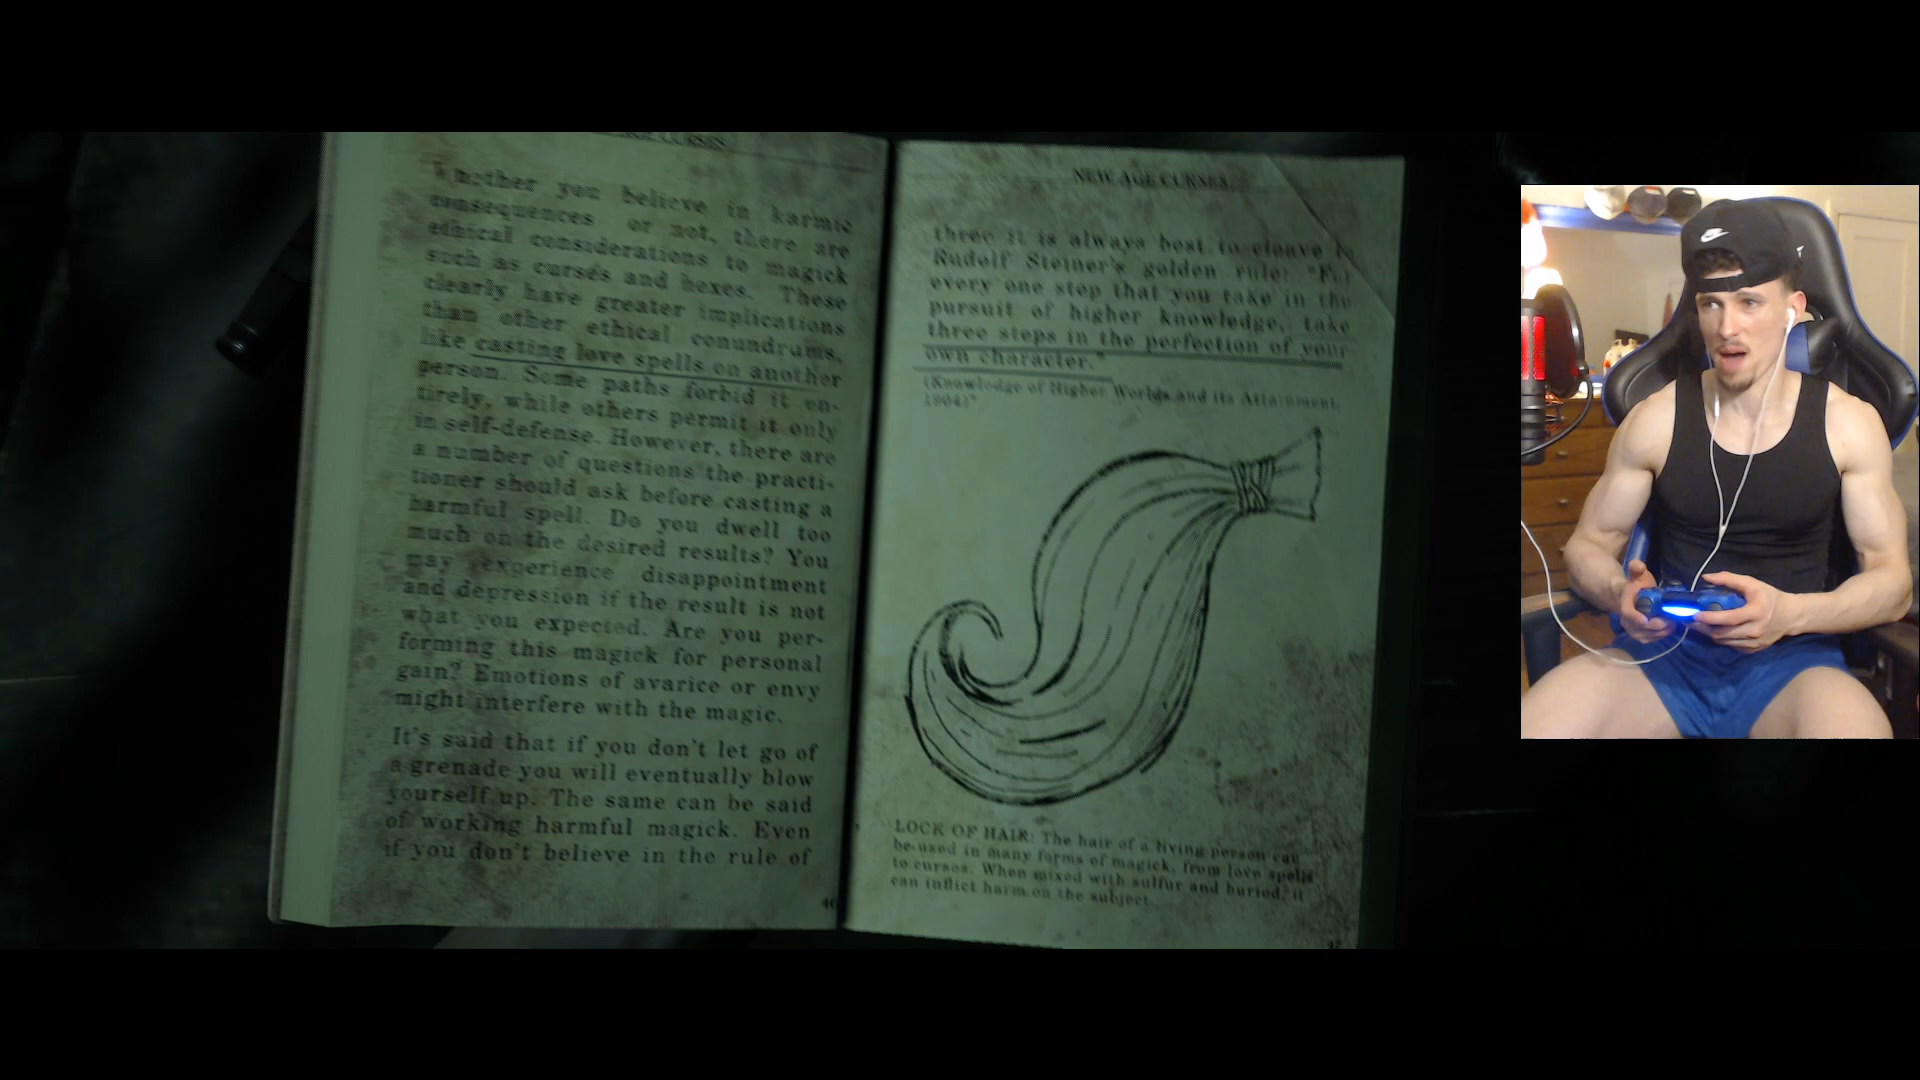 CURSES
Whether you believe in karmic
consequences or not, there are
ethical considerations to magick
such as curses and hexes. These
clearly have greater implications
than other ethical conundrums,
like casting love spells on another
person. Some paths forbid it en-
tirely, while others permit it only
in self-defense. However, there are
a number of questions the practi-
tioner should ask before casting a
harmful spell. Do you dwell too
much on the desired results? You
may experience disappointment
and depression if the result is not
what you expected. Are you per-
forming this magick for personal
gain? Emotions of avarice or envy
might interfere with the magic.
It's said that if you don't let go of
a grenade you will eventually blow
yourself up. The same can be said
of working harmful magick. Even
if you don't believe in the rule of
NEW AGE CURSES
three it is always best to cleave to
Rudolf Steiner's golden rule: "For
every one step that you take in the
pursuit of higher knowledge, take
three steps in the perfection of your
own character."
(Knowledge of Higher Worlds and its Attainment,
1904)"
LOCK OF HAIR: The hair of a living person can
be used in many forms of magick, from love spells
to curses. When mixed with sulfur and buried, it
can inflict harm on the subject.